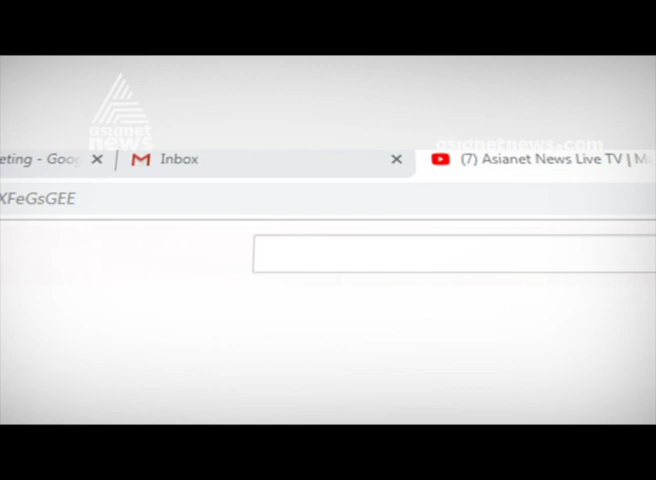 asianet
news
asianetnews.com
eting - Goog
Inbox
(7) Asianet News Live TV | M
XFeGsGEE